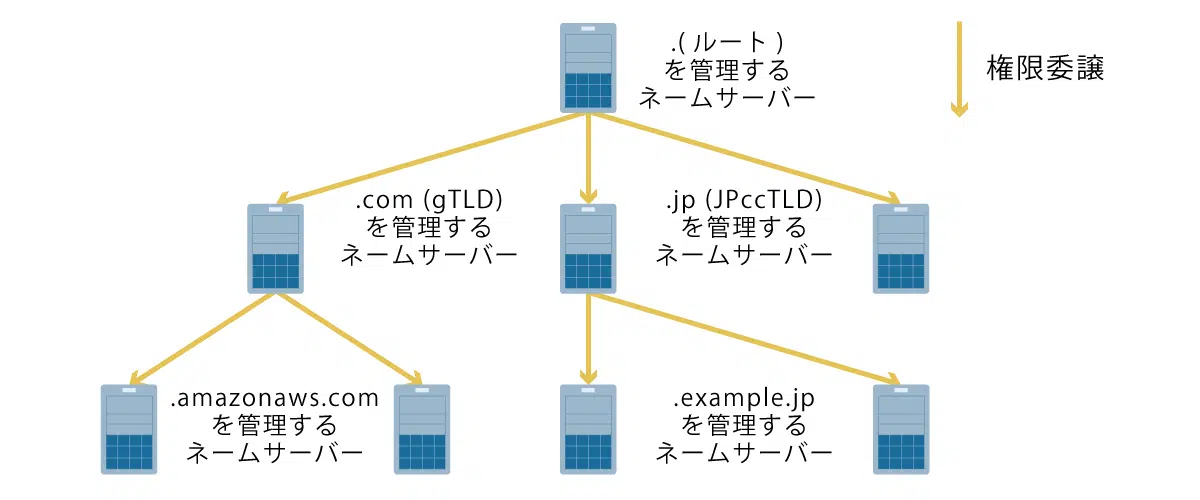 .( ルート )
を管理する
ネームサーバー
権限委譲
.com (gTLD)
を管理する
ネームサーバー
.jp (JPccTLD)
を管理する
ネームサーバー
.amazonaws.com
を管理する
ネームサーバー
.example.jp
を管理する
ネームサーバー